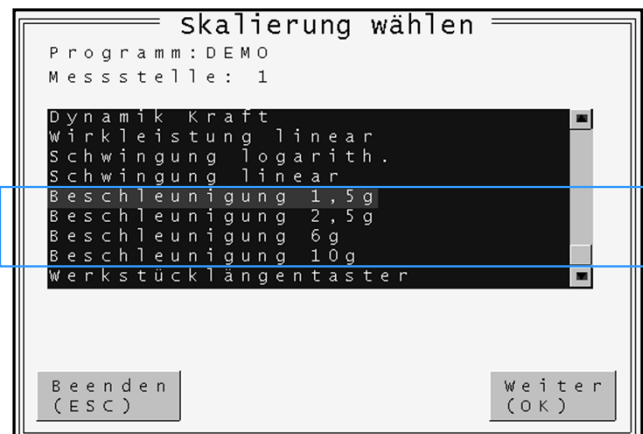 Skalierung wählen
Programm:DEMO
Messstelle: 1
Dynamik Kraft
Wirkleistung linear
Schwingung logarith.
Schwingung linear
Beschleunigung 1,5g
Beschleunigung 2,5g
Beschleunigung 6g
Beschleunigung 10g
Werkstücklängentaster
Beenden
(ESC)
Weiter
(OK)